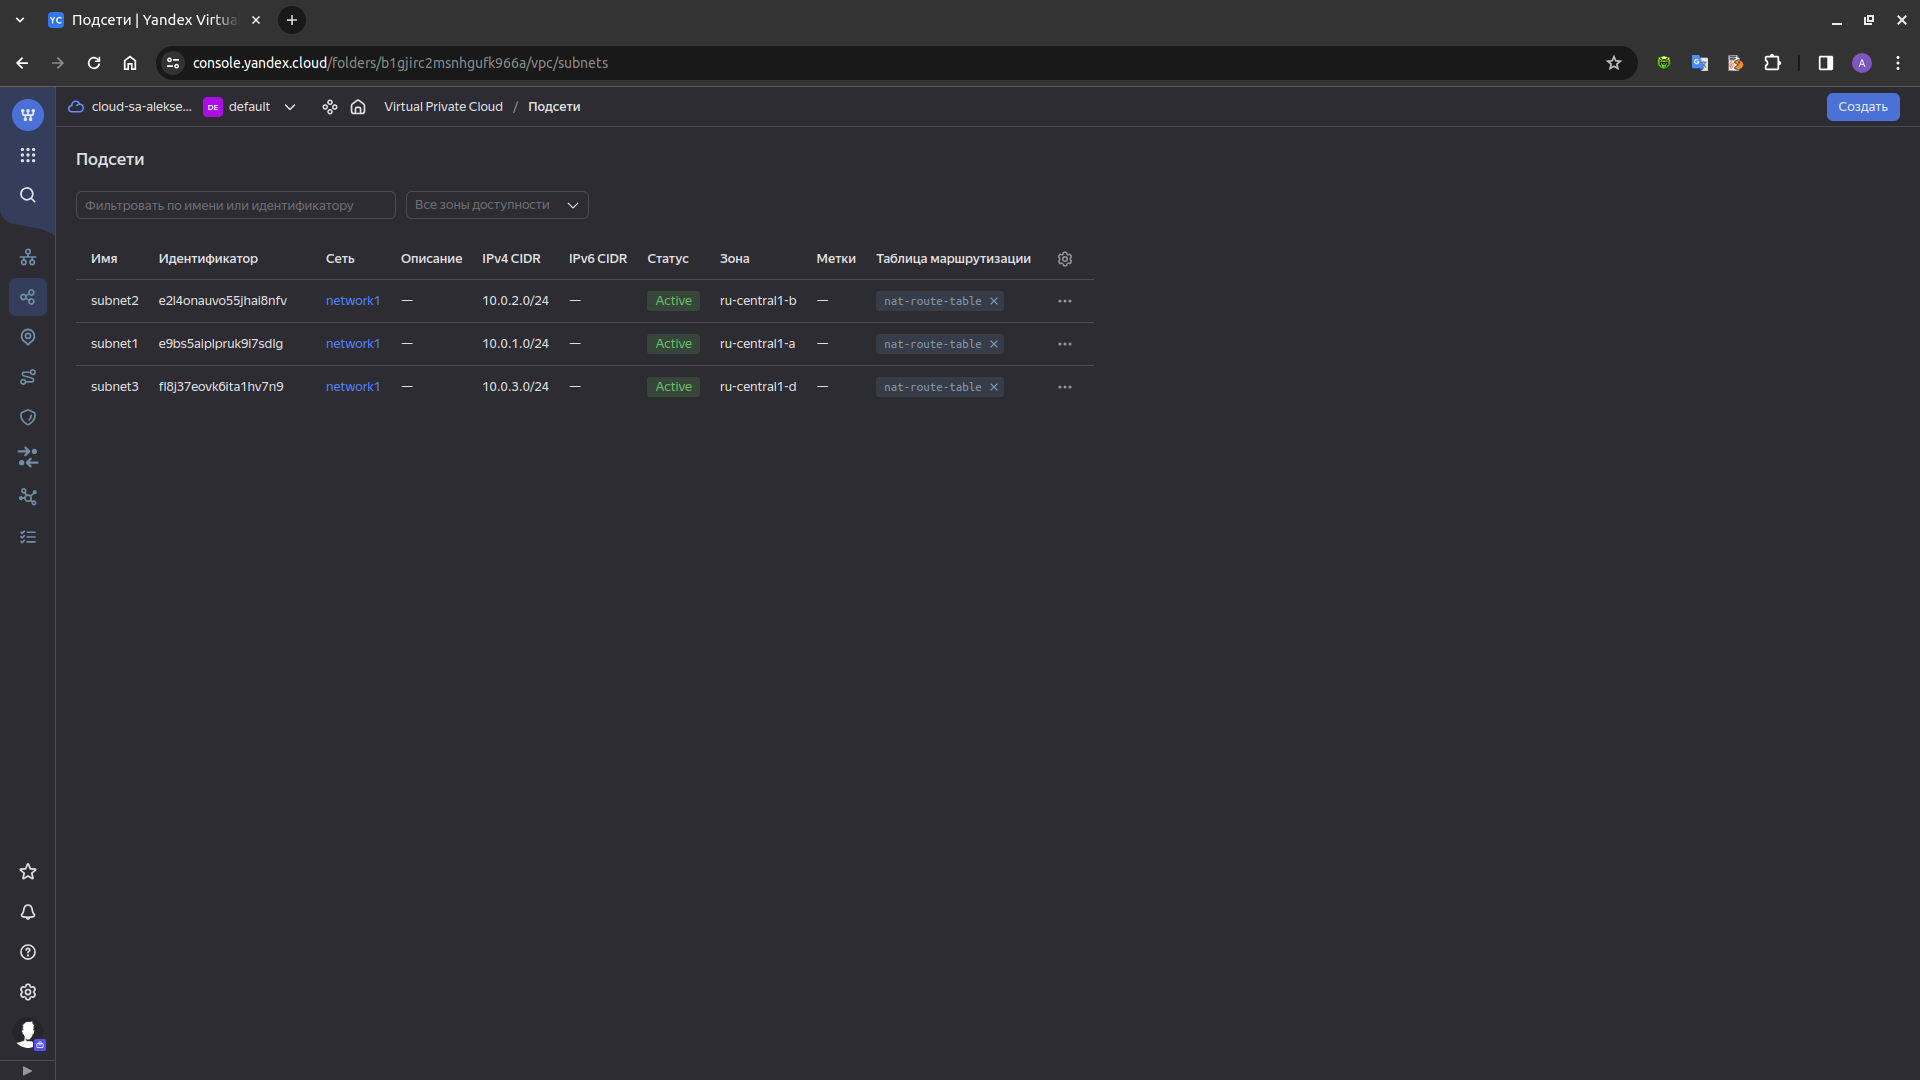 YC Подсети | Yandex Virtua
console.yandex.cloud/folders/b1gjirc2msnhgufk966a/vpc/subnets
A
cloud-sa-alekse... DE default Virtual Private Cloud / Подсети Создать
Подсети
Фильтровать по имени или идентификатору Все зоны доступности
Имя Идентификатор Сеть Описание IPv4 CIDR IPv6 CIDR Статус Зона Метки Таблица маршрутизации
subnet2 e2l4onauvo55jhai8nfv network1 — 10.0.2.0/24 — Active ru-central1-b — nat-route-table
subnet1 e9bs5aiplpruk9i7sdlg network1 — 10.0.1.0/24 — Active ru-central1-a — nat-route-table
subnet3 fl8j37eovk6lta1hv7n9 network1 — 10.0.3.0/24 — Active ru-central1-d — nat-route-table